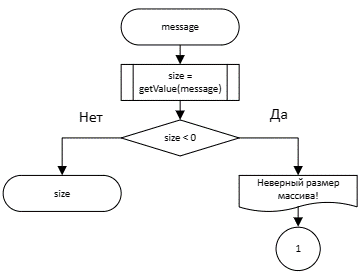 message
size =
getValue(message)
Нет
Да
size < 0
size
Неверный размер
массива!
1